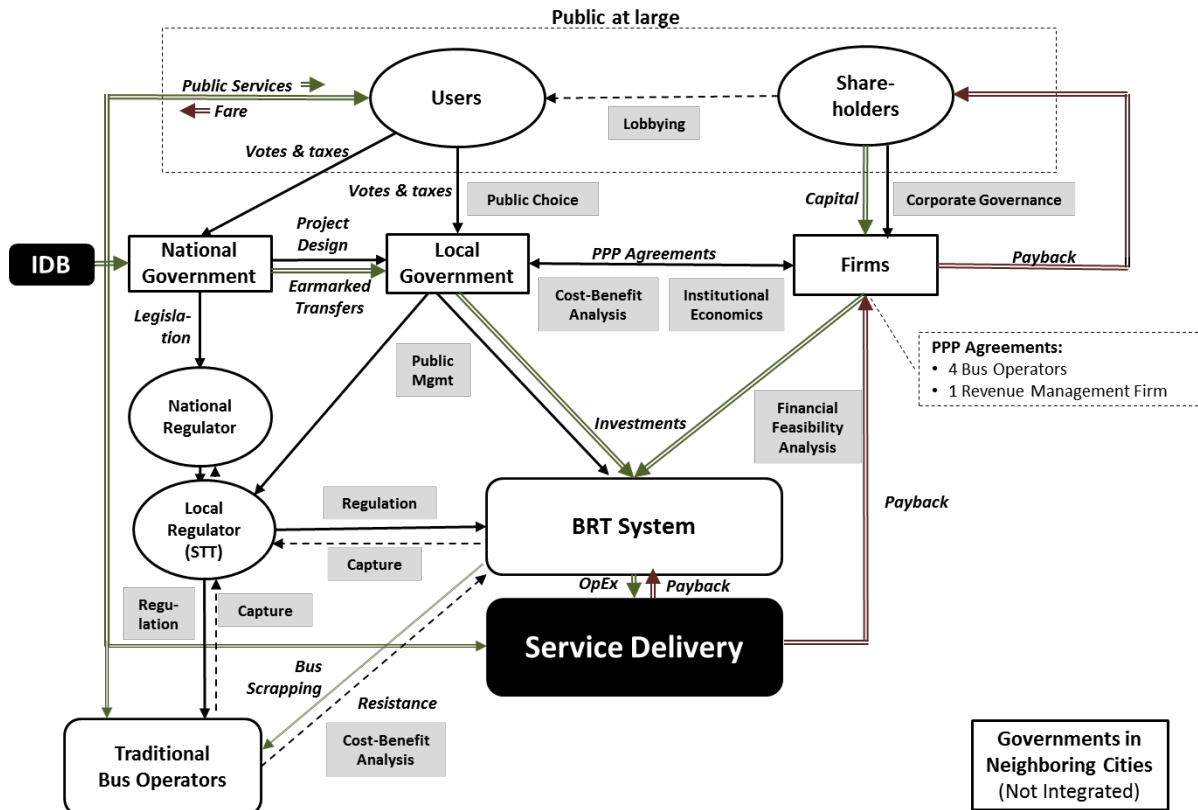 Public at large
Public Services
Fare
Users
Share-
holders
Lobbying
Votes & taxes
Votes & taxes
Public Choice
Capital
Corporate Governance
IDB
National
Government
Project
Design
Earmarked
Transfers
Local
Government
PPP Agreements
Cost-Benefit
Analysis
Institutional
Economics
Firms
Payback
Legisla-
tion
PPP Agreements:
• 4 Bus Operators
• 1 Revenue Management Firm
Public
Mgmt
National
Regulator
Investments
Financial
Feasibility
Analysis
Local
Regulator
(STT)
Regulation
Capture
BRT System
Payback
OpEx
Payback
Regu-
lation
Capture
Service Delivery
Bus
Scrapping
Resistance
Cost-Benefit
Analysis
Traditional
Bus Operators
Governments in
Neighboring Cities
(Not Integrated)